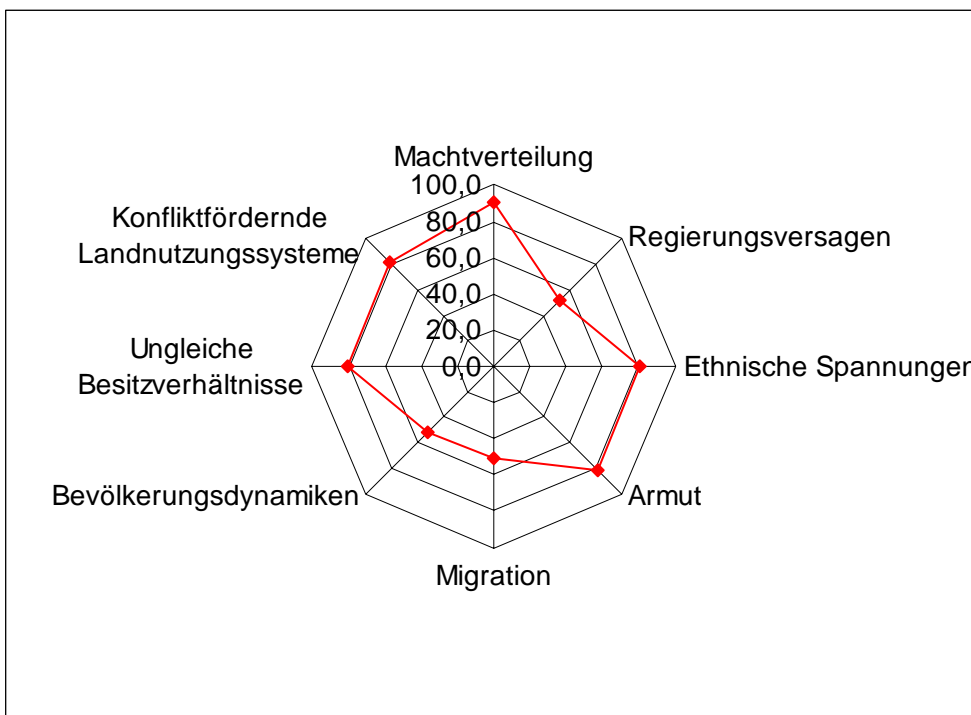 Machtverteilung
100,0
80,0
60,0
40,0
20,0
0,0
Regierungsversagen
Ethnische Spannungen
Armut
Migration
Bevölkerungsdynamiken
Ungleiche
Besitzverhältnisse
Konfliktfördernde
Landnutzungssysteme